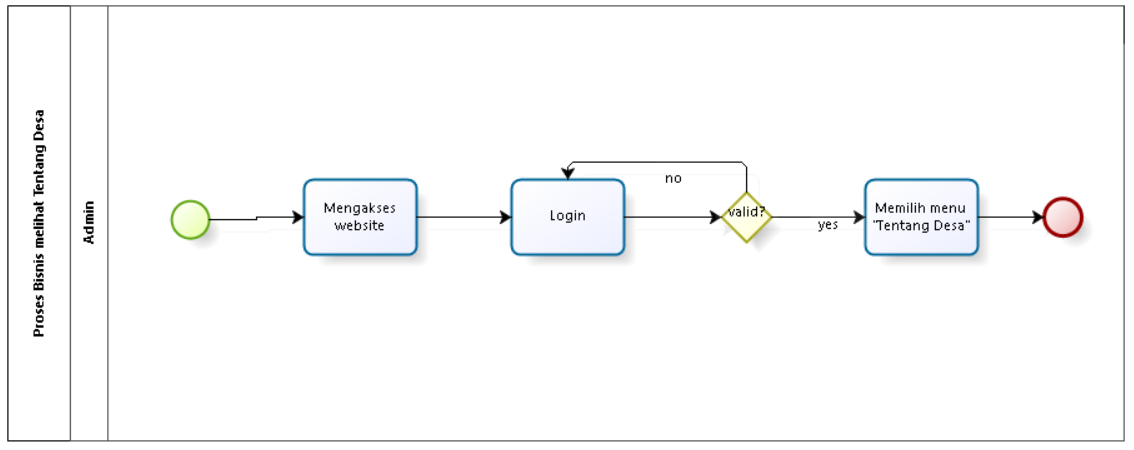 Proses Bisnis melihat Tentang Desa
Admin
Mengakses
website
Login
no
valid?
yes
Memilih menu
"Tentang Desa"